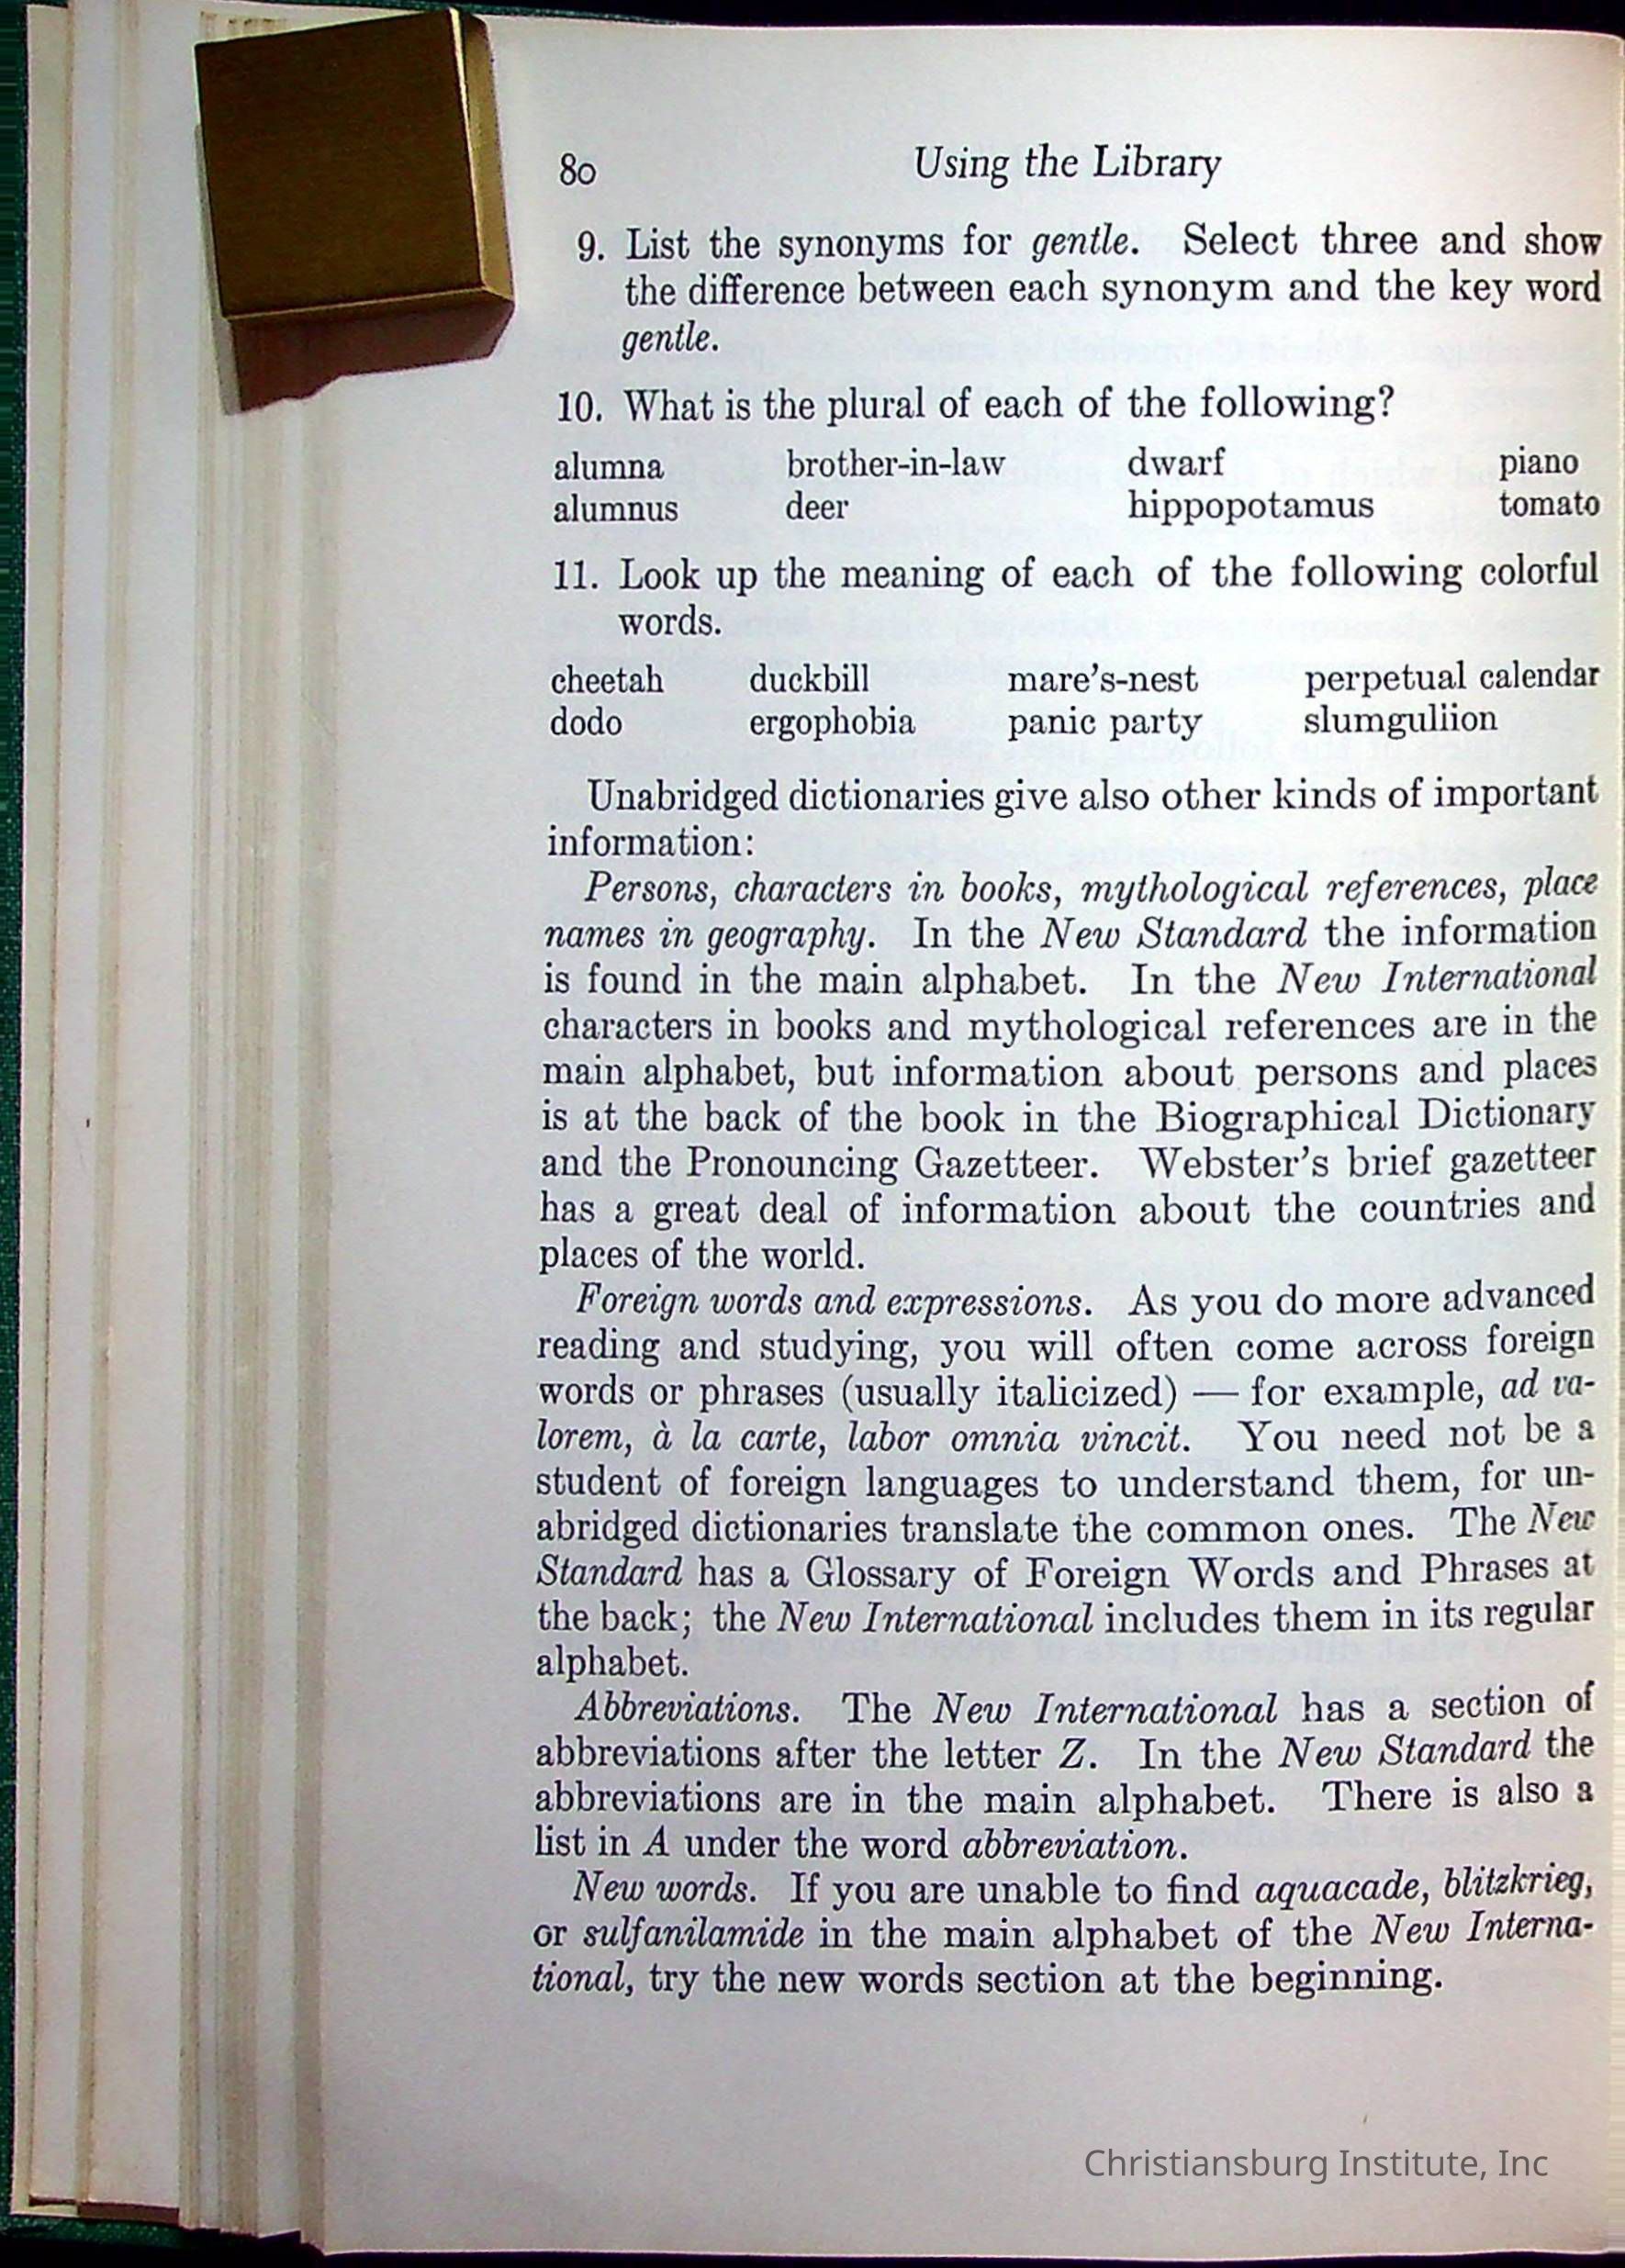 80 Using the Library
9. List the synonyms for gentle. Select three and show
the difference between each synonym and the key word
gentle.
10. What is the plural of each of the following?
alumna brother-in-law dwarf piano
alumnus deer hippopotamus tomato
11. Look up the meaning of each of the following colorful
words.
cheetah duckbill mare's-nest perpetual calendar
dodo ergophobia panic party slumgullion
Unabridged dictionaries give also other kinds of important
information:
Persons, characters in books, mythological references, place
names in geography. In the New Standard the information
is found in the main alphabet. In the New International
characters in books and mythological references are in the
main alphabet, but information about persons and places
is at the back of the book in the Biographical Dictionary
and the Pronouncing Gazetteer. Webster's brief gazetteer
has a great deal of information about the countries and
places of the world.
Foreign words and expressions. As you do more advanced
reading and studying, you will often come across foreign
words or phrases (usually italicized) — for example, ad va-
lorem, à la carte, labor omnia vincit. You need not be a
student of foreign languages to understand them, for un-
abridged dictionaries translate the common ones. The New
Standard has a Glossary of Foreign Words and Phrases at
the back; the New International includes them in its regular
alphabet.
Abbreviations. The New International has a section of
abbreviations after the letter Z. In the New Standard the
abbreviations are in the main alphabet. There is also a
list in A under the word abbreviation.
New words. If you are unable to find aquacade, blitzkrieg,
or sulfanilamide in the main alphabet of the New Interna-
tional, try the new words section at the beginning.
Christiansburg Institute, Inc